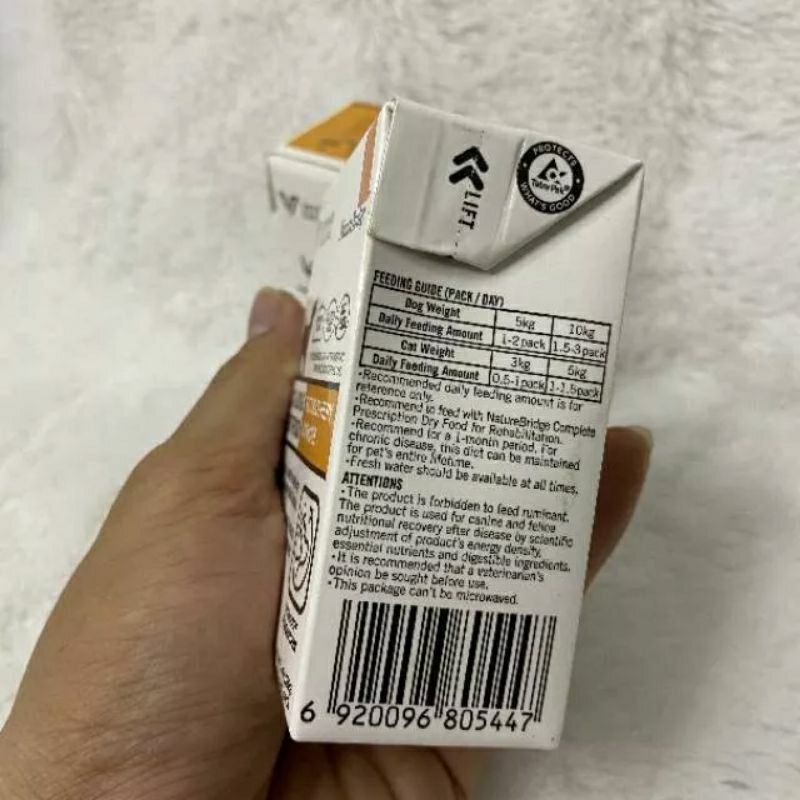 LIFT
PROTECTS
Tetra Pak®
WHAT'S GOOD
FEEDING GUIDE (PACK / DAY)
Dog Weight 5kg 10kg
Daily Feeding Amount 1-2pack 1.5-3pack
Cat Weight 3kg 5kg
Daily Feeding Amount 0.5-1pack 1-1.5pack
•Recommended daily feeding amount is for
reference only.
•Recommend to feed with NatureBridge Complete
Prescription Dry Food for Rehabilitation.
•Recommend for a 1-month period. For
chronic disease, this diet can be maintained
for pet's entire lifetime.
•Fresh water should be available at all times.
ATTENTIONS
•The product is forbidden to feed ruminant.
The product is used for canine and feline
nutritional recovery after disease by scientific
adjustment of product's energy density,
essential nutrients and digestible ingredients.
•It is recommended that a veterinarian's
opinion be sought before use.
•This package can't be microwaved.
6 920096 805447